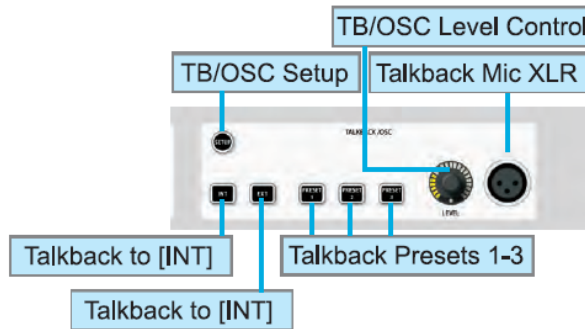 TB/OSC Level Control
TB/OSC Setup
Talkback Mic XLR
TALKBACK/OSC
SETUP
INT
EXT
PRESET
1
PRESET
2
PRESET
3
LEVEL
Talkback to [INT]
Talkback Presets 1-3
Talkback to [INT]